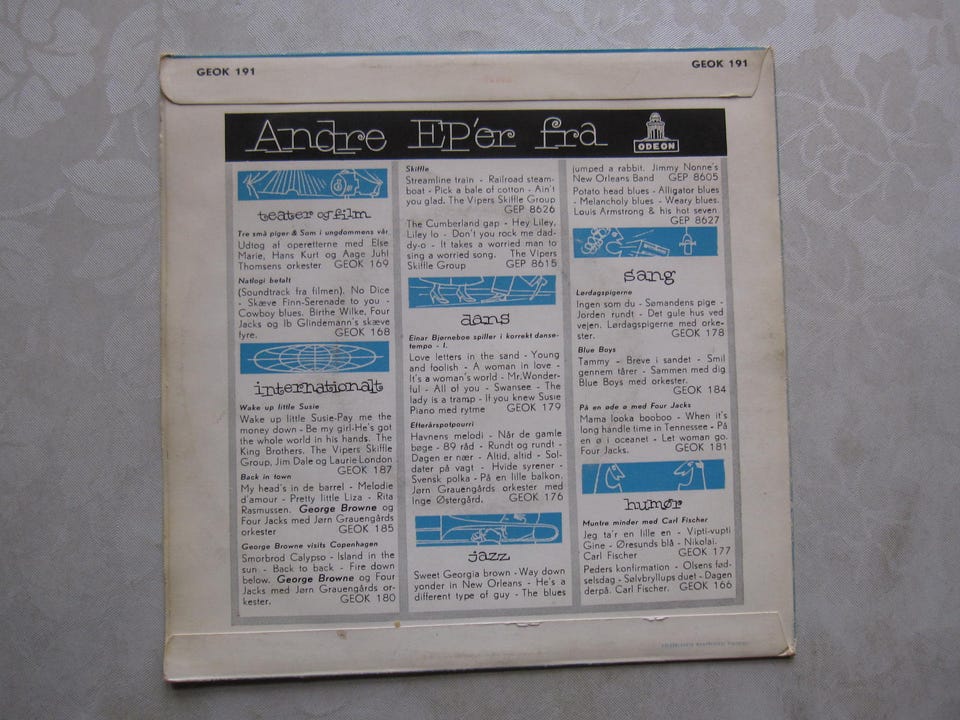 GEOK 191
GEOK 191
Andre EP'er fra
ODEON
teater og film
Tre små piger & Som i ungdommens vår
Udtog af operetterne med Else
Marie, Hans Kurt og Aage Juhl
Thomsens orkester GEOK 169
Natlogi betalt
(Soundtrack fra filmen). No Dice
- Skæve Finn-Serenade to you -
Cowboy blues. Birthe Wilke, Four
Jacks og Ib Glindemann's skæve
fyre. GEOK 168
internationalt
Wake up little Susie
Wake up little Susie-Pay me the
money down - Be my girl-He's got
the whole world in his hands. The
King Brothers, The Vipers Skiffle
Group, Jim Dale og Laurie London
GEOK 187
Back in town
My head's in de barrel - Melodie
d'amour - Pretty little Liza - Rita
Rasmussen. George Browne og
Four Jacks med Jørn Grauengårds
orkester GEOK 185
George Browne visits Copenhagen
Smorbrod Calypso - Island in the
sun - Back to back - Fire down
below. George Browne og Four
Jacks med Jørn Grauengårds or-
kester. GEOK 180
Skiffle
Streamline train - Railroad steam-
boat - Pick a bale of cotton - Ain't
you glad. The Vipers Skiffle Group
GEP 8626
The Cumberland gap - Hey Liley,
Liley lo - Don't you rock me dad-
dy-o - It takes a worried man to
sing a worried song. The Vipers
Skiffle Group GEP 8615
dans
Einar Bjørneboe spiller i korrekt danse-
tempo - I.
Love letters in the sand - Young
and foolish - A woman in love -
It's a woman's world - Mr. Wonder-
ful - All of you - Swansee - The
lady is a tramp - If you knew Susie
Piano med rytme GEOK 179
Efterårspotpourri
Havnens melodi - Når de gamle
bøge - 89 råd - Rundt og rundt -
Dagen er nær - Altid, altid - Sol-
dater på vagt - Hvide syrener -
Svensk polka - På en lille balkon.
Jørn Grauengårds orkester med
Inge Østergård. GEOK 176
jazz
Sweet Georgia brown - Way down
yonder in New Orleans - He's a
different type of guy - The blues
jumped a rabbit. Jimmy Nonne's
New Orleans Band GEP 8605
Potato head blues - Alligator blues
- Melancholy blues - Weary blues.
Louis Armstrong & his hot seven
GEP 8627
sang
Lørdagspigerne
Ingen som du - Sømandens pige -
Jorden rundt - Det gule hus ved
vejen. Lørdagspigerne med orke-
ster. GEOK 178
Blue Boys
Tammy - Breve i sandet - Smil
gennem tårer - Sammen med dig
Blue Boys med orkester.
GEOK 184
På en øde ø med Four Jacks
Mama looka booboo - When it's
long handle time in Tennessee - På
en ø i oceanet - Let woman go.
Four Jacks. GEOK 181
humør
Muntre minder med Carl Fischer
Jeg ta'r en lille en - Vipti-vupti
Gine - Øresunds blå - Nikolai.
Carl Fischer GEOK 177
Peders konfirmation - Olsens fød-
selsdag - Sølvbryllups duet - Dagen
derpå. Carl Fischer. GEOK 166